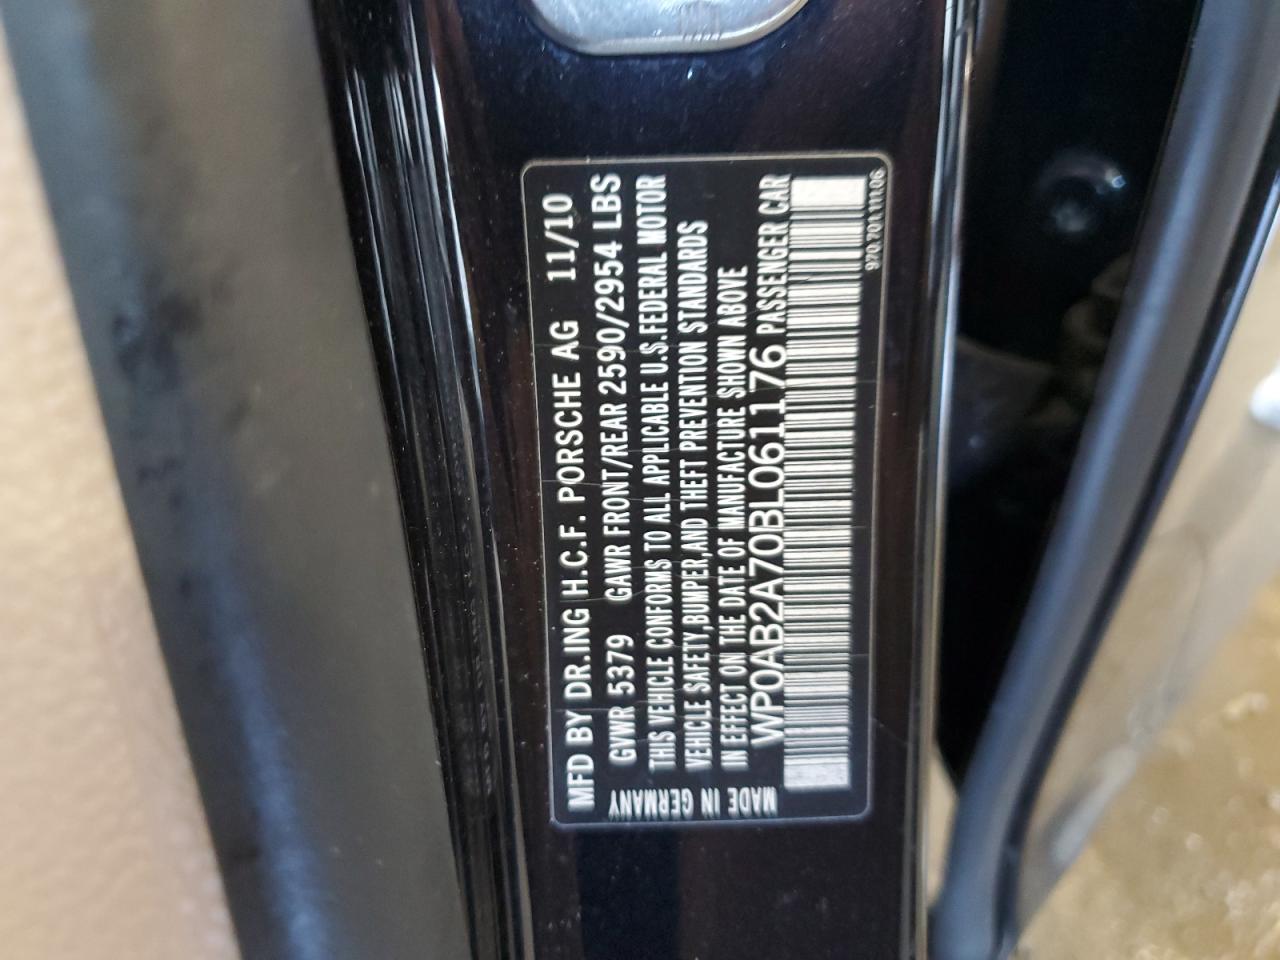 MFD BY DR.ING H.C.F. PORSCHE AG 11/10
GVWR 5379 GAWR FRONT/REAR 2590/2954 LBS
THIS VEHICLE CONFORMS TO ALL APPLICABLE U.S.FEDERAL MOTOR
VEHICLE SAFETY,BUMPER,AND THEFT PREVENTION STANDARDS
IN EFFECT ON THE DATE OF MANUFACTURE SHOWN ABOVE
WP0AB2A70BL061176 PASSENGER CAR
MADE IN GERMANY
970.701.111.06